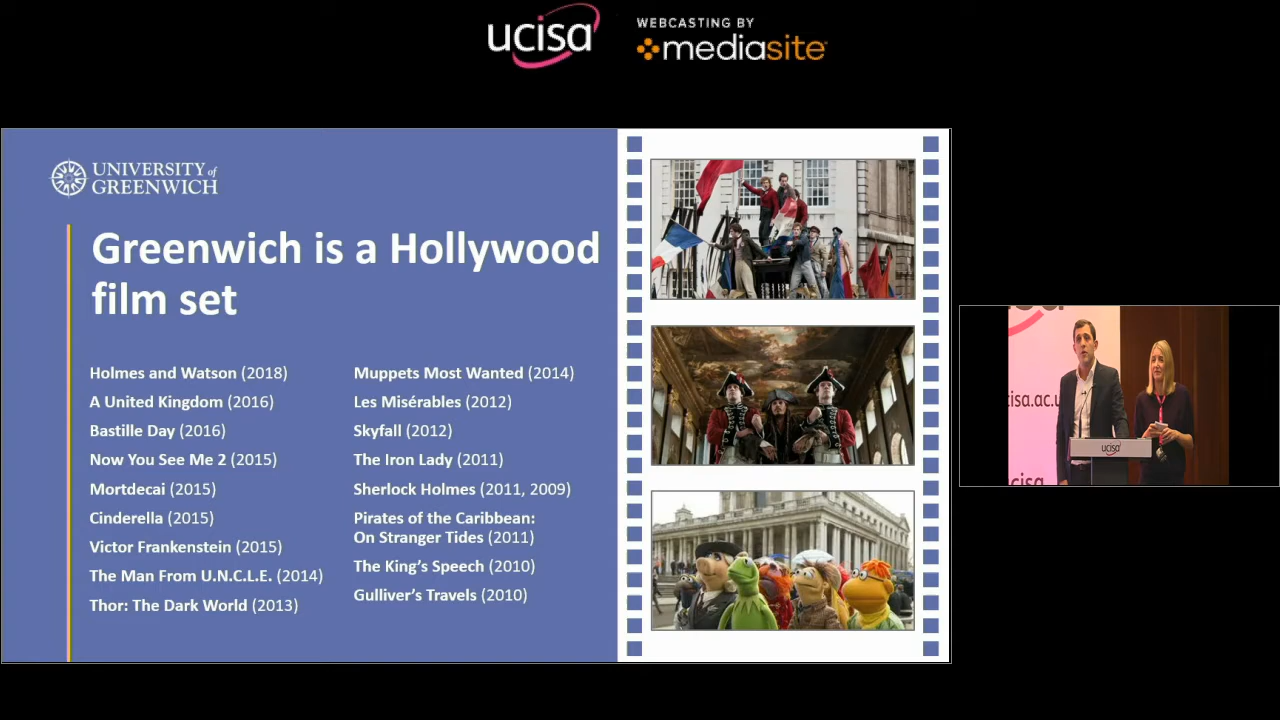 ucisa
WEBCASTING BY
mediasite
UNIVERSITY of
GREENWICH
Greenwich is a Hollywood
film set
Holmes and Watson (2018)
A United Kingdom (2016)
Bastille Day (2016)
Now You See Me 2 (2015)
Mortdecai (2015)
Cinderella (2015)
Victor Frankenstein (2015)
The Man From U.N.C.L.E. (2014)
Thor: The Dark World (2013)
Muppets Most Wanted (2014)
Les Misérables (2012)
Skyfall (2012)
The Iron Lady (2011)
Sherlock Holmes (2011, 2009)
Pirates of the Caribbean:
On Stranger Tides (2011)
The King's Speech (2010)
Gulliver's Travels (2010)
cisa.ac.u
ucisa
cisa